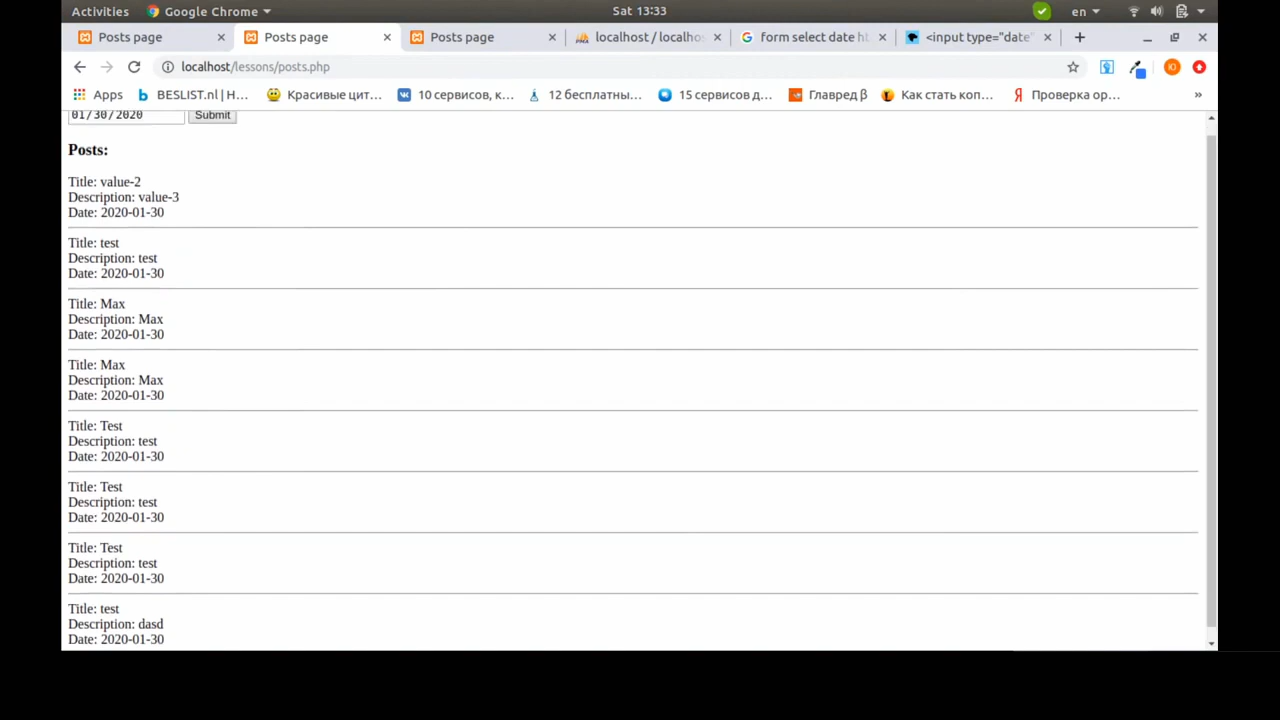 Activities Google Chrome Sat 13:33 en
Posts page Posts page Posts page localhost / localhos form select date ht <input type="date"
localhost/lessons/posts.php
Apps BESLIST.nl | H… Красивые цит… 10 сервисов, к… 12 бесплатны… 15 сервисов д… Главред β Как стать коп… Проверка ор… »
01/30/2020 Submit
Posts:
Title: value-2
Description: value-3
Date: 2020-01-30
Title: test
Description: test
Date: 2020-01-30
Title: Max
Description: Max
Date: 2020-01-30
Title: Max
Description: Max
Date: 2020-01-30
Title: Test
Description: test
Date: 2020-01-30
Title: Test
Description: test
Date: 2020-01-30
Title: Test
Description: test
Date: 2020-01-30
Title: test
Description: dasd
Date: 2020-01-30